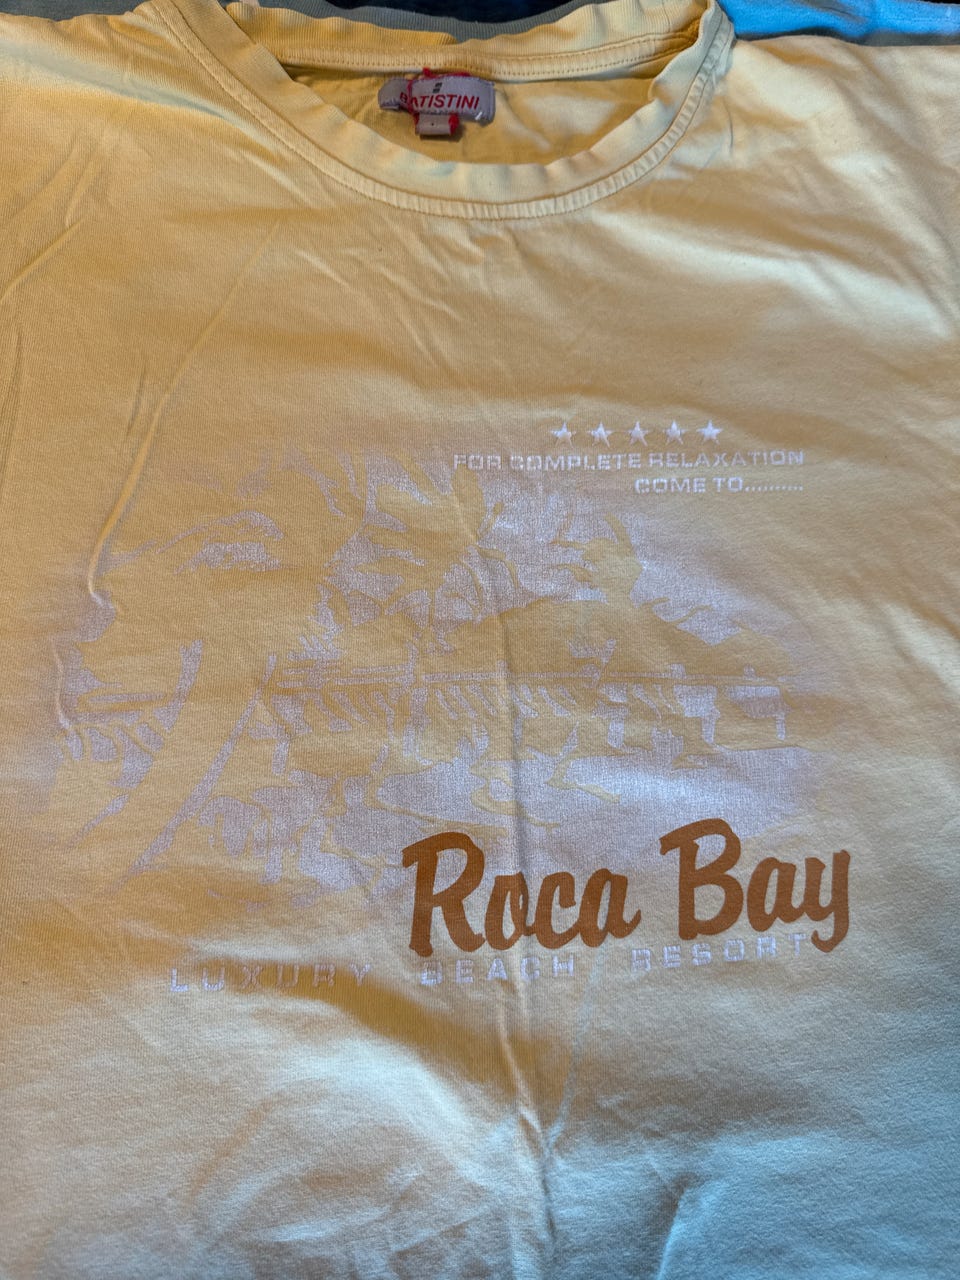 BATISTINI
FOR COMPLETE RELAXATION
COME TO..........
Roca Bay
LUXURY BEACH RESORT